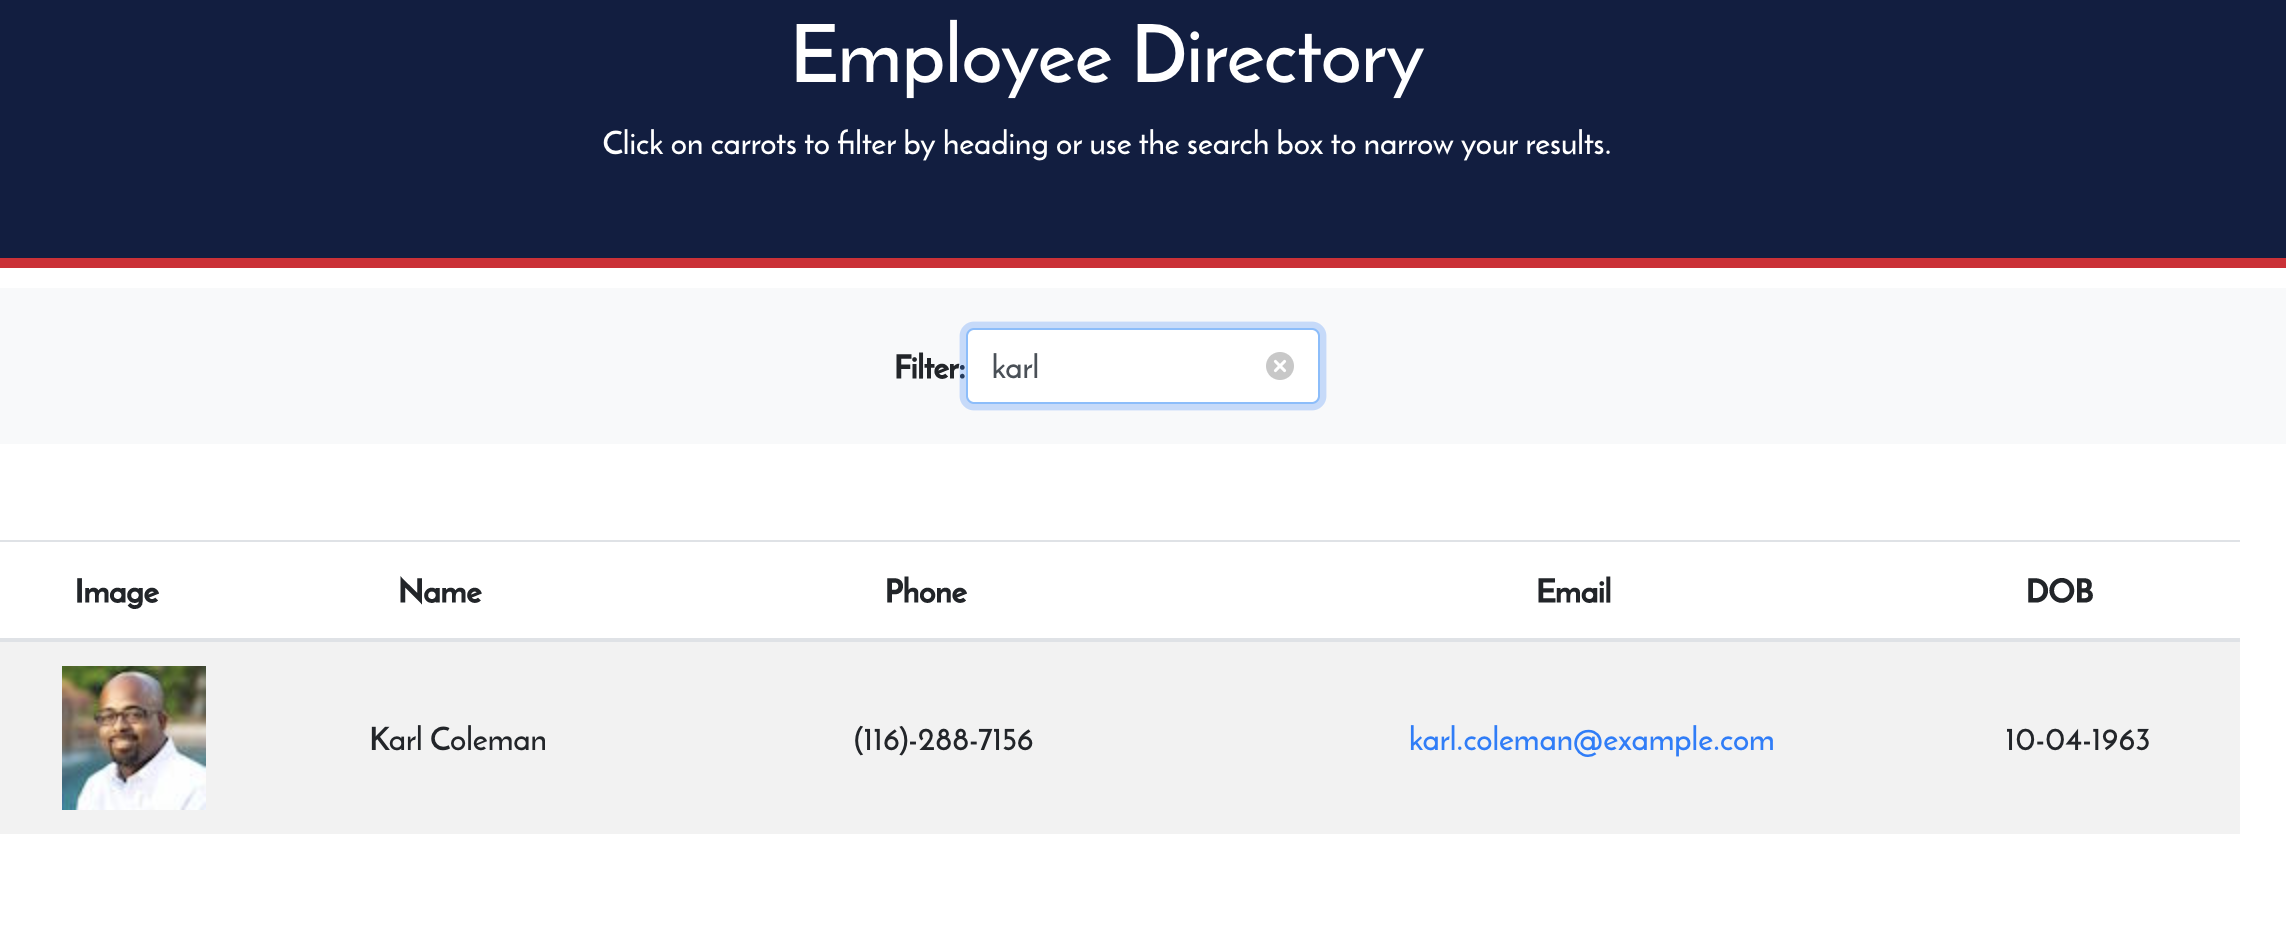 Employee Directory
Click on carrots to filter by heading or use the search box to narrow your results.
Filter: karl
Image Name Phone Email DOB
Karl Coleman (116)-288-7156 karl.coleman@example.com 10-04-1963